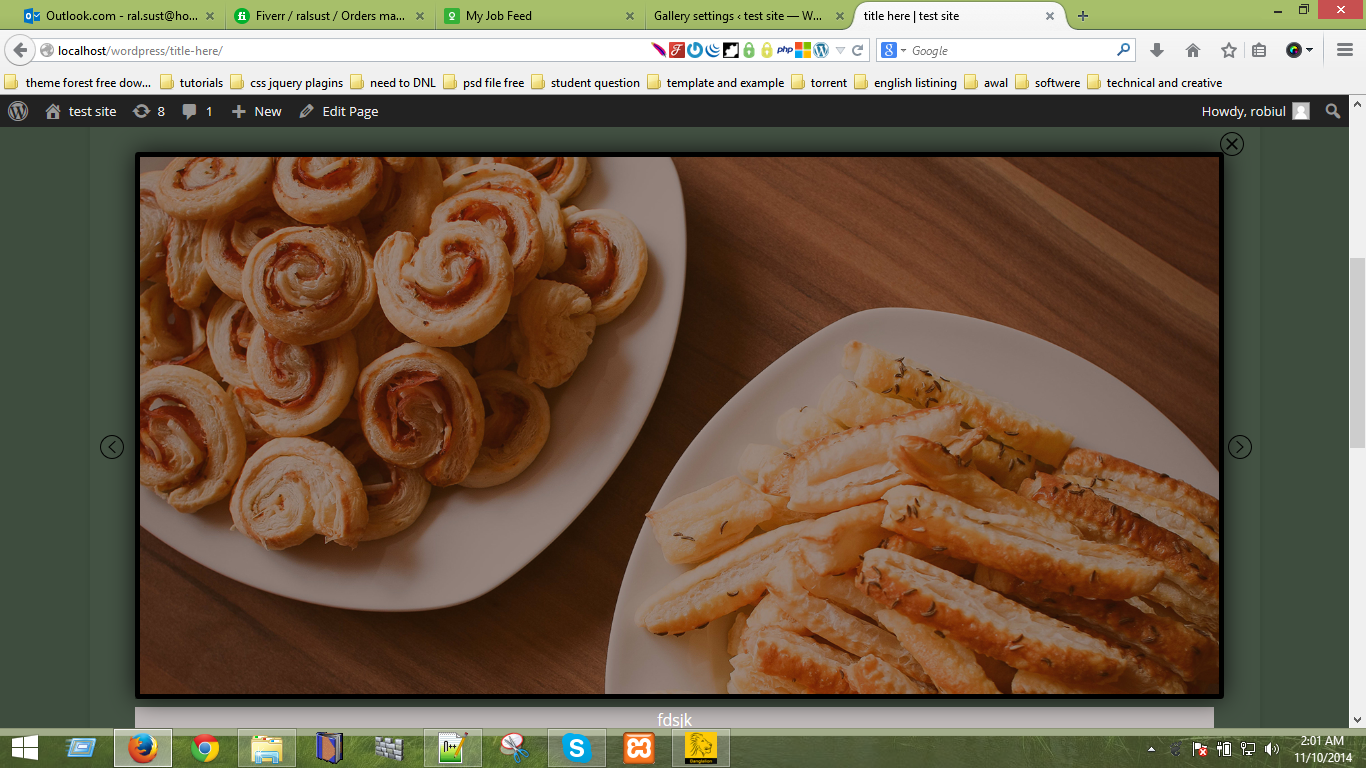 Outlook.com - ral.sust@ho... Fiverr / ralsust / Orders ma... My Job Feed Gallery settings ‹ test site — W... title here | test site
localhost/wordpress/title-here/ php Google
theme forest free dow... tutorials css jquery plagins need to DNL psd file free student question template and example torrent english listining awal softwere technical and creative
test site 8 1 New Edit Page Howdy, robiul
fdsjk
2:01 AM
11/10/2014